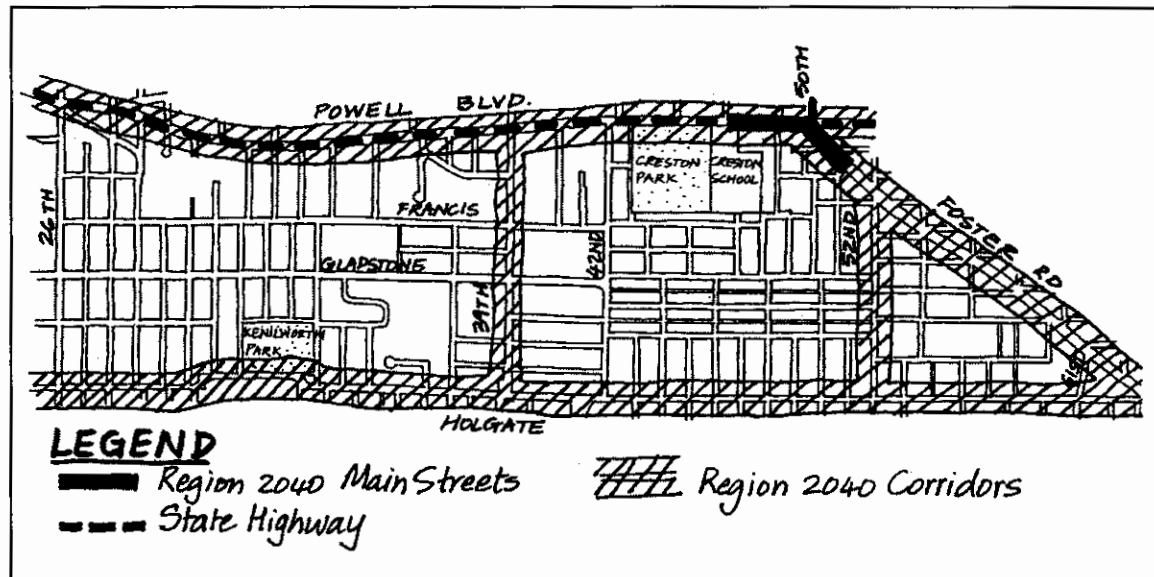 50TH
POWELL BLVD.
CRESTON
PARK
CRESTON
SCHOOL
26TH
FRANCIS
FOSTER RD
42ND
52ND
GLADSTONE
39TH
KENILWORTH
PARK
61ST
HOLGATE
LEGEND
Region 2040 Main Streets
Region 2040 Corridors
State Highway